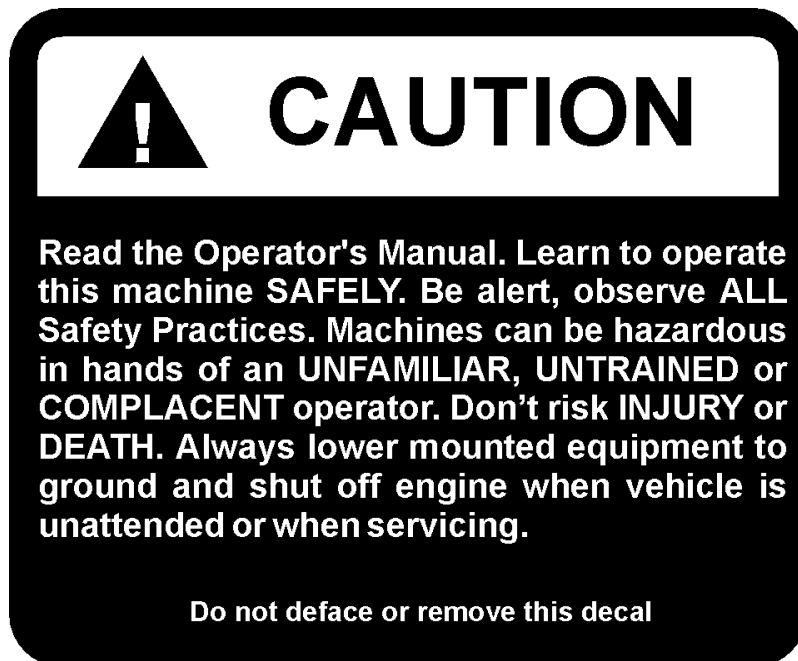 CAUTION
Read the Operator's Manual. Learn to operate
this machine SAFELY. Be alert, observe ALL
Safety Practices. Machines can be hazardous
in hands of an UNFAMILIAR, UNTRAINED or
COMPLACENT operator. Don’t risk INJURY or
DEATH. Always lower mounted equipment to
ground and shut off engine when vehicle is
unattended or when servicing.
Do not deface or remove this decal